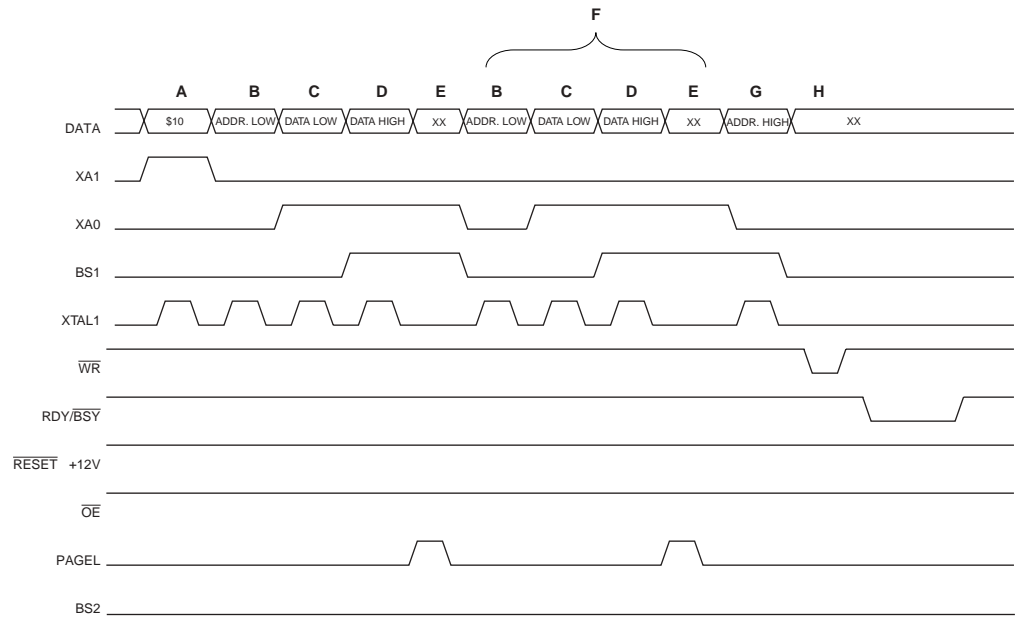 F
A B C D E B C D E G H
DATA $10 ADDR. LOW DATA LOW DATA HIGH XX ADDR. LOW DATA LOW DATA HIGH XX ADDR. HIGH XX
XA1
XA0
BS1
XTAL1
WR
RDY/BSY
RESET +12V
OE
PAGEL
BS2